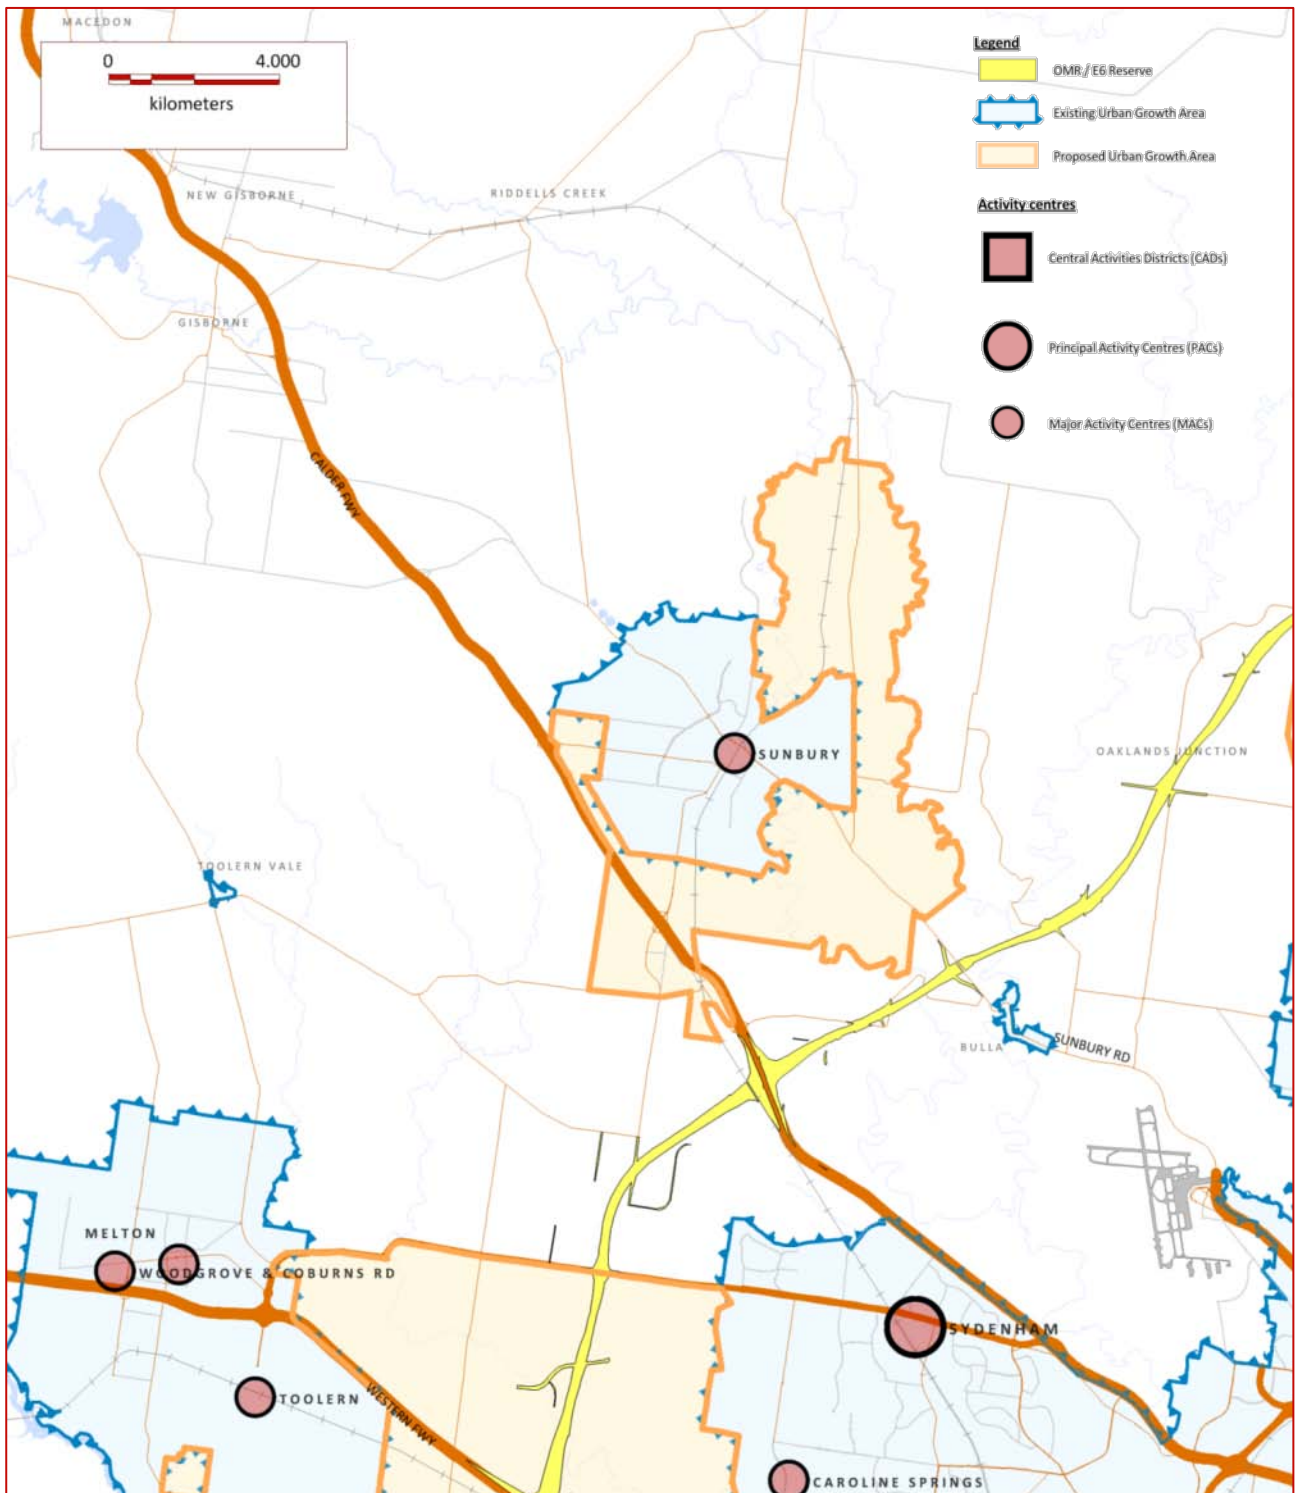 MACEDON
0 4.000
kilometers
Legend
OMR / E6 Reserve
Existing Urban Growth Area
Proposed Urban Growth Area
Activity centres
Central Activities Districts (CADs)
Principal Activity Centres (PACs)
Major Activity Centres (MACs)
NEW GISBORNE
RIDDELLS CREEK
GISBORNE
CALDER FWY
SUNBURY
OAKLANDS JUNCTION
TOOLERN VALE
BULLA
SUNBURY RD
MELTON
WOODGROVE & COBURNS RD
SYDENHAM
TOOLERN
WESTERN FWY
CAROLINE SPRINGS